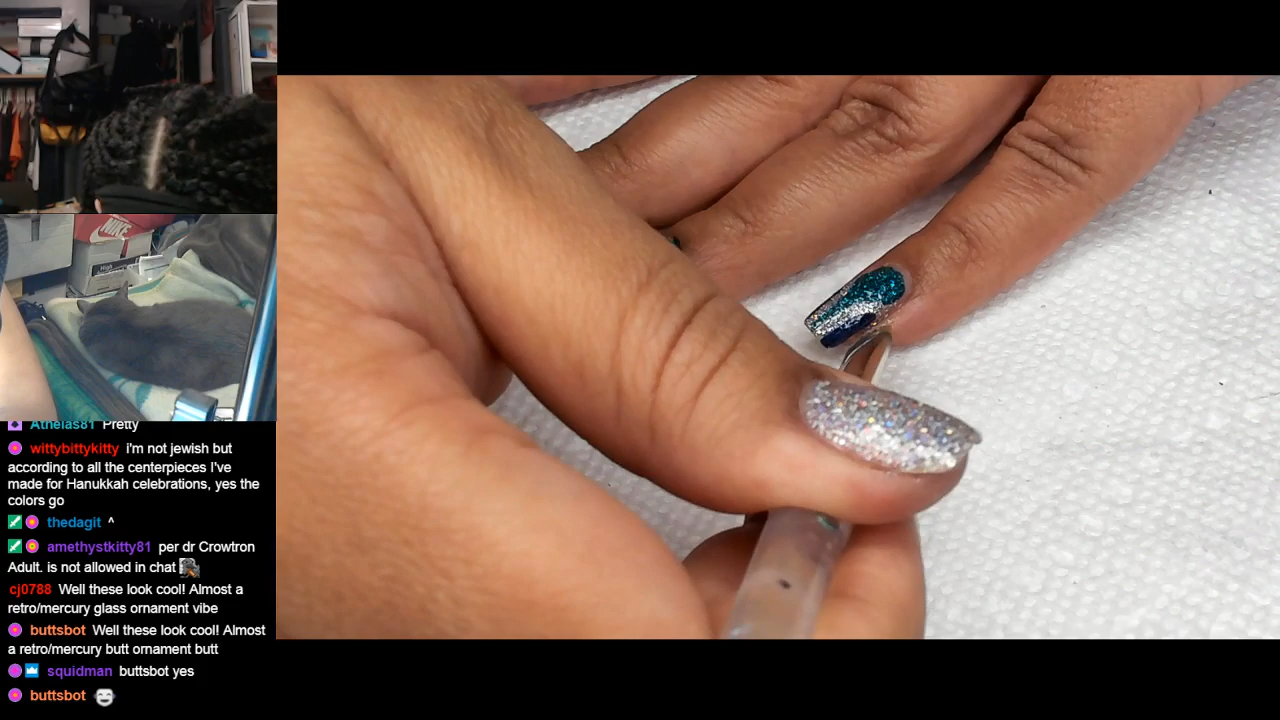 NIKE
High
Athelas81 Pretty
wittybittykitty i'm not jewish but
according to all the centerpieces I've
made for Hanukkah celebrations, yes the
colors go
thedagit ^
amethystkitty81 per dr Crowtron
Adult. is not allowed in chat
cj0788 Well these look cool! Almost a
retro/mercury glass ornament vibe
buttsbot Well these look cool! Almost
a retro/mercury butt ornament butt
squidman buttsbot yes
buttsbot